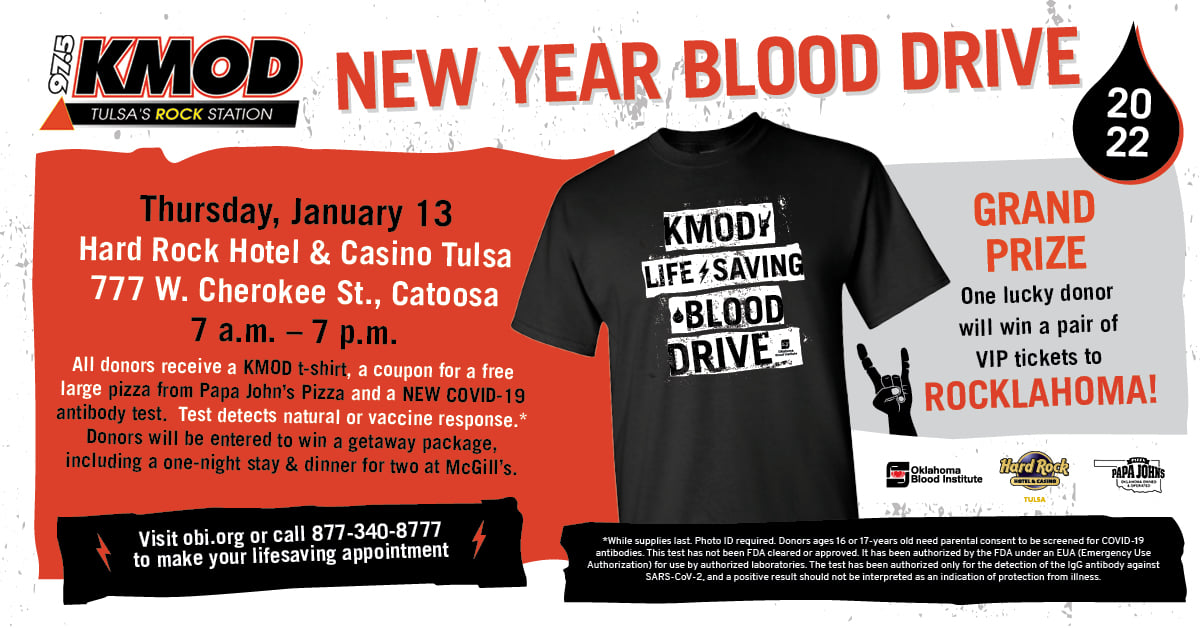 97.5
KMOD
TULSA'S ROCK STATION
NEW YEAR BLOOD DRIVE
20
22
Thursday, January 13
Hard Rock Hotel & Casino Tulsa
777 W. Cherokee St., Catoosa
7 a.m. – 7 p.m.
All donors receive a KMOD t-shirt, a coupon for a free
large pizza from Papa John's Pizza and a NEW COVID-19
antibody test.  Test detects natural or vaccine response.*
Donors will be entered to win a getaway package,
including a one-night stay & dinner for two at McGill's.
Visit obi.org or call 877-340-8777
to make your lifesaving appointment
KMOD
LIFE SAVING
BLOOD
DRIVE
Oklahoma
Blood Institute
GRAND
PRIZE
One lucky donor
will win a pair of
VIP tickets to
ROCKLAHOMA!
Oklahoma
Blood Institute
Hard Rock
HOTEL & CASINO
TULSA
PIZZA
PAPA JOHNS
OKLAHOMA OWNED
& OPERATED
*While supplies last. Photo ID required. Donors ages 16 or 17-years old need parental consent to be screened for COVID-19
antibodies. This test has not been FDA cleared or approved. It has been authorized by the FDA under an EUA (Emergency Use
Authorization) for use by authorized laboratories. The test has been authorized only for the detection of the IgG antibody against
SARS-CoV-2, and a positive result should not be interpreted as an indication of protection from illness.